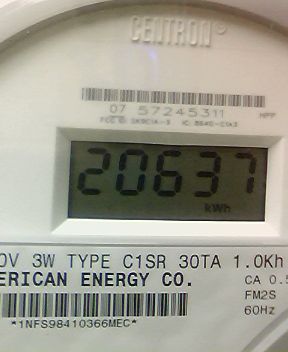 CENTRON®
07 57245311
20637
kWh
0V 3W TYPE C1SR 30TA 1.0Kh
ERICAN ENERGY CO.
CA 0.5
FM2S
60Hz
*1NFS98410366MEC*